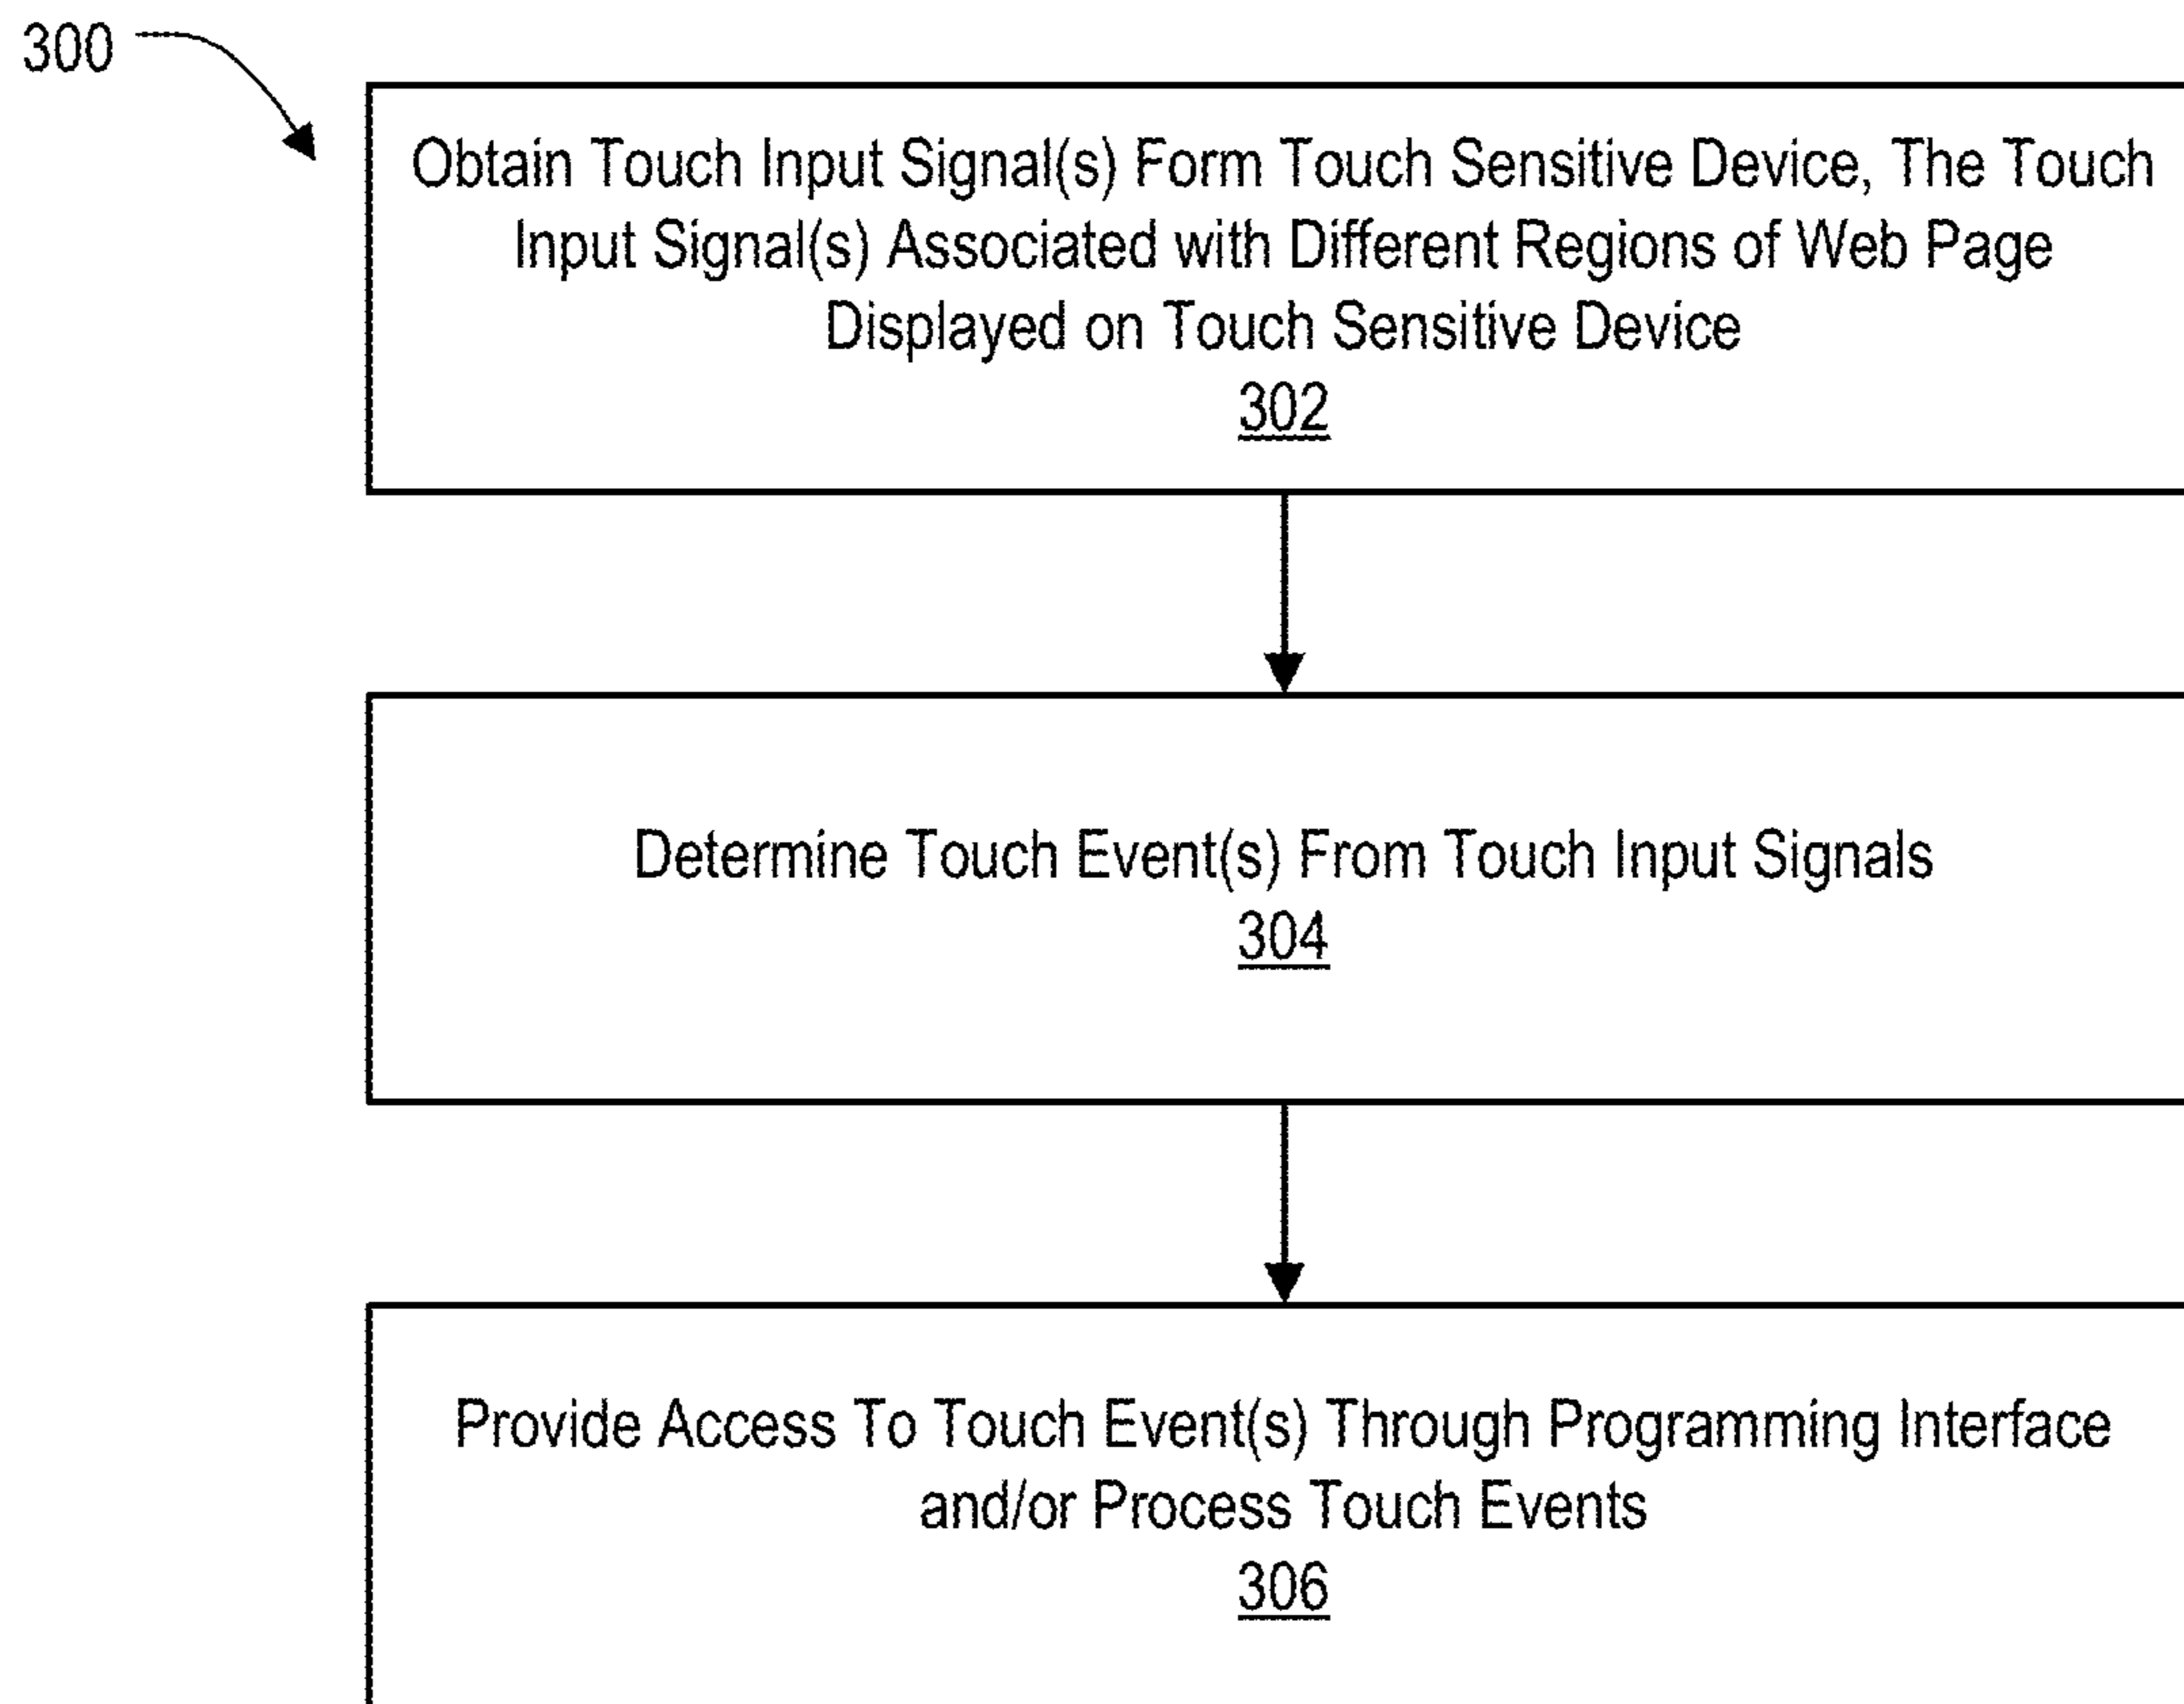 300
Obtain Touch Input Signal(s) Form Touch Sensitive Device, The Touch
Input Signal(s) Associated with Different Regions of Web Page
Displayed on Touch Sensitive Device
302
Determine Touch Event(s) From Touch Input Signals
304
Provide Access To Touch Event(s) Through Programming Interface
and/or Process Touch Events
306